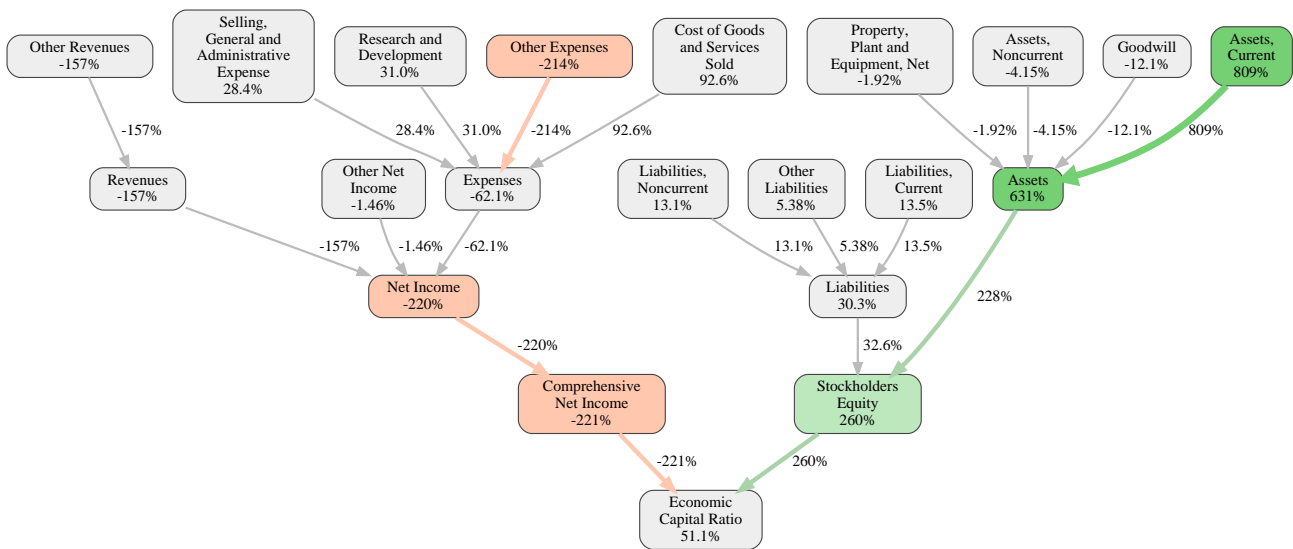 Other Revenues
-157%
Selling,
General and
Administrative
Expense
28.4%
Research and
Development
31.0%
Other Expenses
-214%
Cost of Goods
and Services
Sold
92.6%
Property,
Plant and
Equipment, Net
-1.92%
Assets,
Noncurrent
-4.15%
Goodwill
-12.1%
Assets,
Current
809%
-157%
28.4%
31.0%
-214%
92.6%
-1.92%
-4.15%
-12.1%
809%
Revenues
-157%
Other Net
Income
-1.46%
Expenses
-62.1%
Liabilities,
Noncurrent
13.1%
Other
Liabilities
5.38%
Liabilities,
Current
13.5%
Assets
631%
-157%
-1.46%
-62.1%
13.1%
5.38%
13.5%
Net Income
-220%
Liabilities
30.3%
228%
-220%
32.6%
Comprehensive
Net Income
-221%
Stockholders
Equity
260%
-221%
260%
Economic
Capital Ratio
51.1%